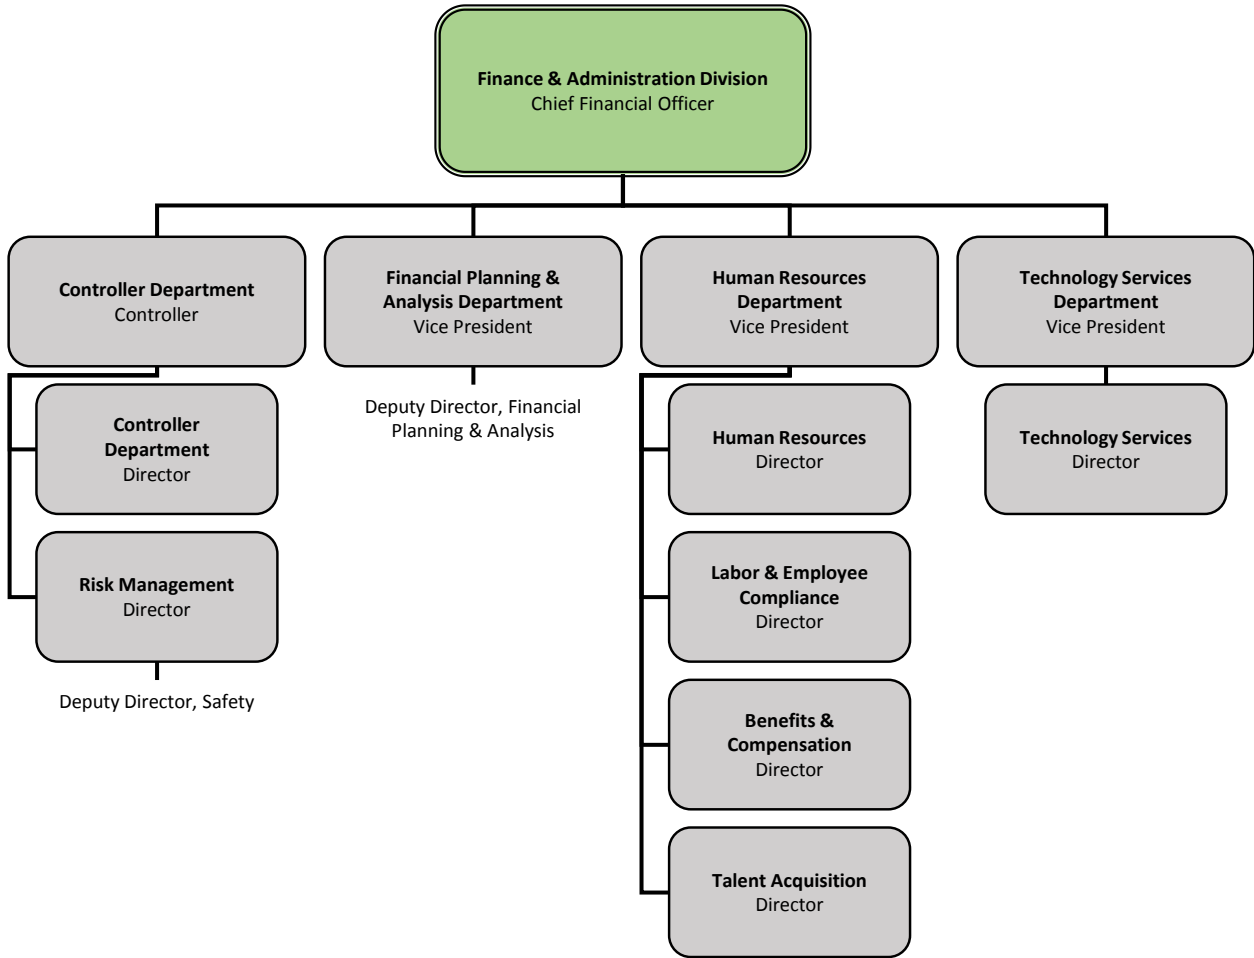 Finance & Administration Division
Chief Financial Officer
Controller Department
Controller
Financial Planning &
Analysis Department
Vice President
Human Resources
Department
Vice President
Technology Services
Department
Vice President
Controller
Department
Director
Risk Management
Director
Deputy Director, Safety
Deputy Director, Financial
Planning & Analysis
Human Resources
Director
Labor & Employee
Compliance
Director
Benefits &
Compensation
Director
Talent Acquisition
Director
Technology Services
Director